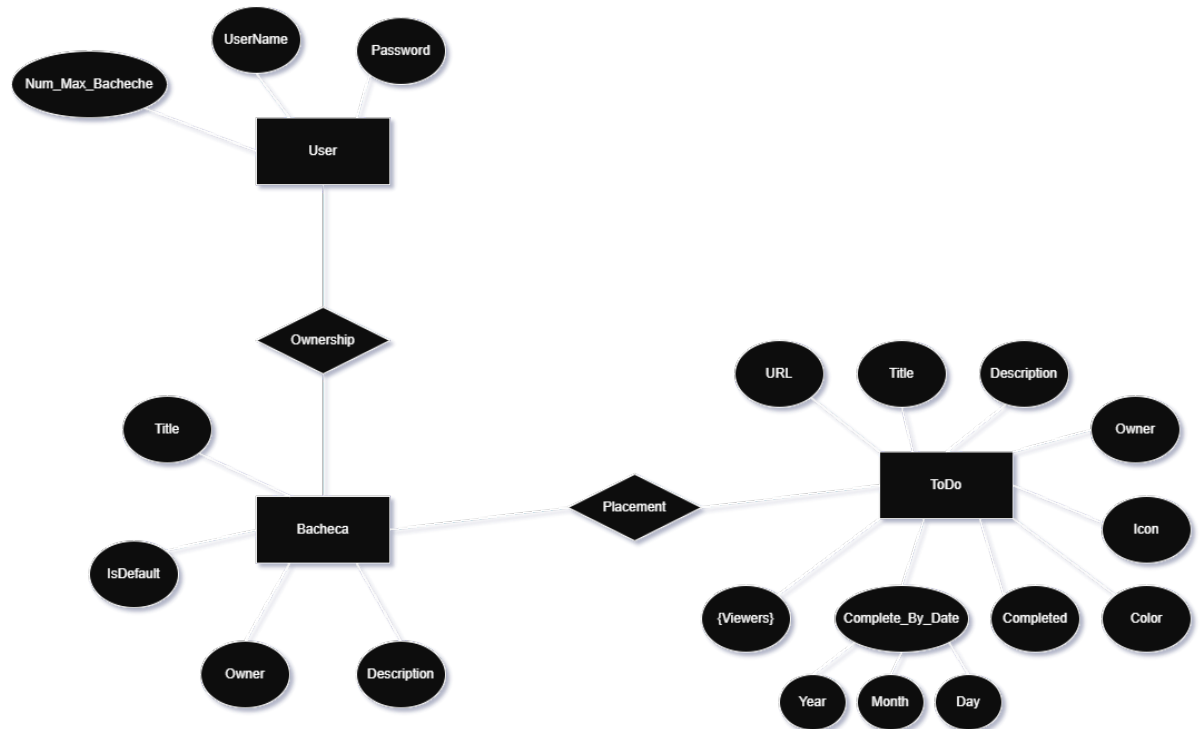 UserName
Password
Num_Max_Bacheche
User
Ownership
Title
Bacheca
IsDefault
Owner
Description
Placement
URL
Title
Description
Owner
ToDo
Icon
{Viewers}
Complete_By_Date
Completed
Color
Year
Month
Day